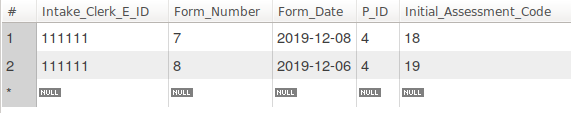 # Intake_Clerk_E_ID Form_Number Form_Date P_ID Initial_Assessment_Code
1 111111 7 2019-12-08 4 18
2 111111 8 2019-12-06 4 19
* NULL NULL NULL NULL NULL